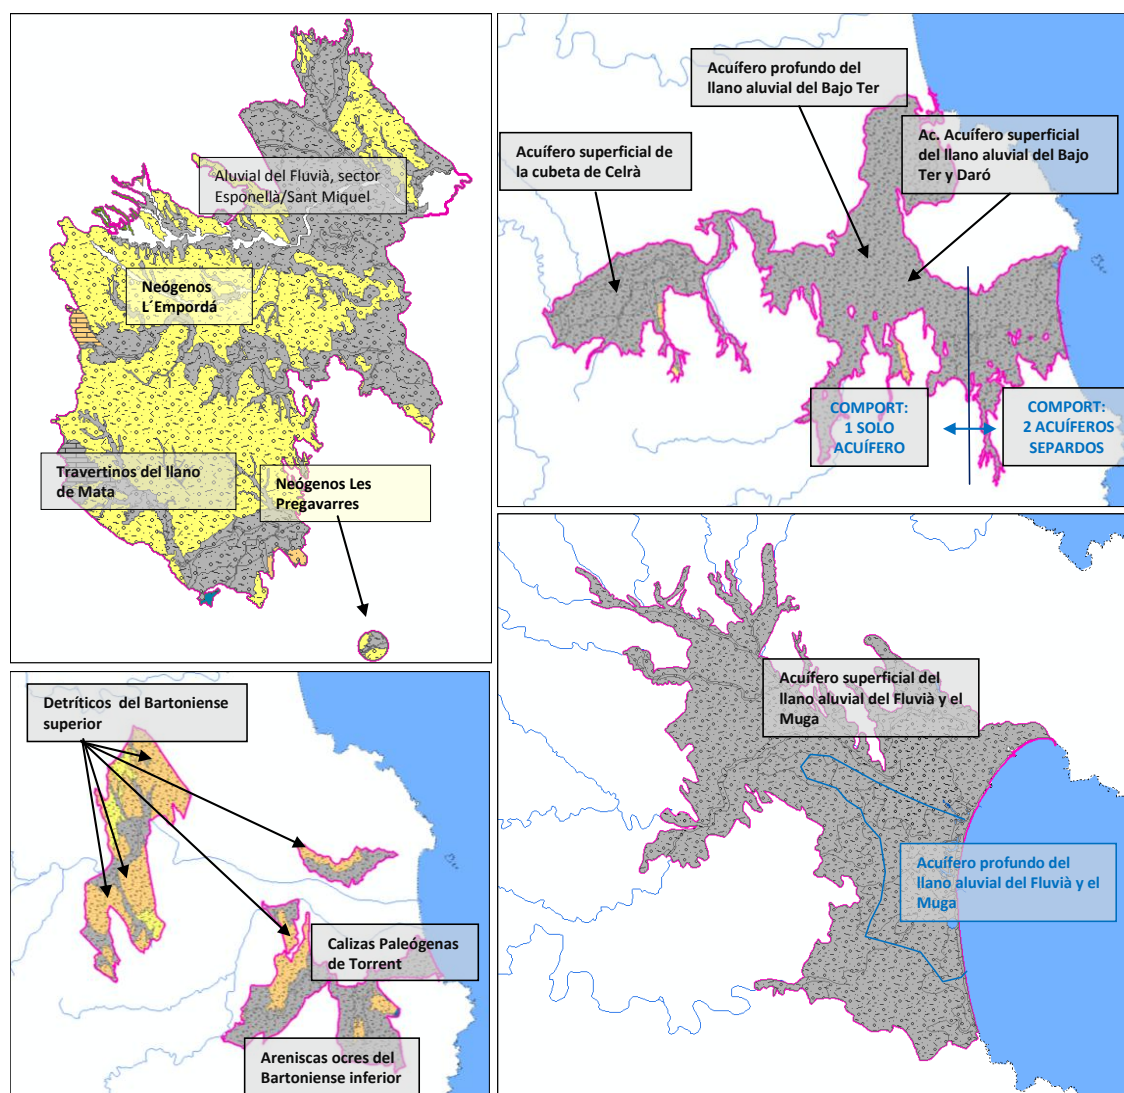 Aluvial del Fluvià, sector
Esponellà/Sant Miquel
Neógenos
L´Empordá
Travertinos del llano
de Mata
Neógenos Les
Pregavarres
Acuífero profundo del
llano aluvial del Bajo Ter
Acuífero superficial de
la cubeta de Celrà
Ac. Acuífero superficial
del llano aluvial del Bajo
Ter y Daró
COMPORT:
1 SOLO
ACUÍFERO
COMPORT:
2 ACUÍFEROS
SEPARDOS
Detríticos del Bartoniense
superior
Calizas Paleógenas
de Torrent
Areniscas ocres del
Bartoniense inferior
Acuífero superficial del
llano aluvial del Fluvià y el
Muga
Acuífero profundo del
llano aluvial del Fluvià y el
Muga